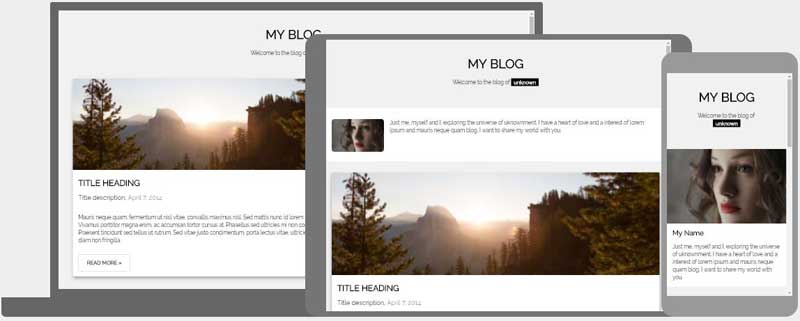 MY BLOG
Welcome to the blog o
TITLE HEADING
Title description, April 7, 2014
Mauris neque quam, fermentum ut nisl vitae, convallis maximus nisl. Sed mattis nunc id lorem
Vivamus porttitor magna enim, ac accumsan tortor cursus at. Phasellus sed ultricies mi non co
Praesent tincidunt sed tellus ut rutrum. Sed vitae justo condimentum, porta lectus vitae, ultricies
diam non fringilla.
READ MORE »
MY BLOG
Welcome to the blog of unknown
Just me, myself and I, exploring the universe of uknownment. I have a heart of love and a interest of lorem
ipsum and mauris neque quam blog. I want to share my world with you.
TITLE HEADING
Title description, April 7, 2014
MY BLOG
Welcome to the blog of
unknown
My Name
Just me, myself and I, exploring the universe
of uknownment. I have a heart of love and a
interest of lorem ipsum and mauris neque
quam blog. I want to share my world with
you.